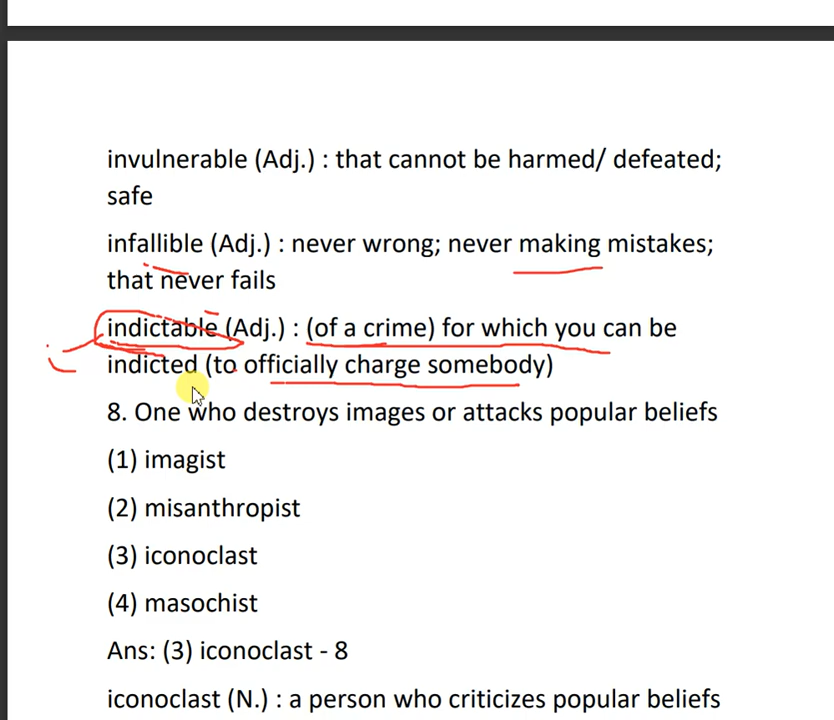 invulnerable (Adj.) : that cannot be harmed/ defeated;
safe
infallible (Adj.) : never wrong; never making mistakes;
that never fails
indictable (Adj.) : (of a crime) for which you can be
indicted (to officially charge somebody)
8. One who destroys images or attacks popular beliefs
(1) imagist
(2) misanthropist
(3) iconoclast
(4) masochist
Ans: (3) iconoclast - 8
iconoclast (N.) : a person who criticizes popular beliefs